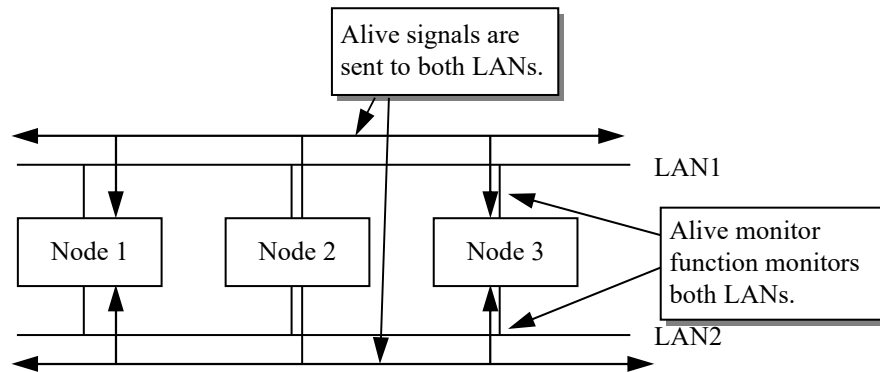 Alive signals are
sent to both LANs.
LAN1
Node 1
Node 2
Node 3
Alive monitor
function monitors
both LANs.
LAN2